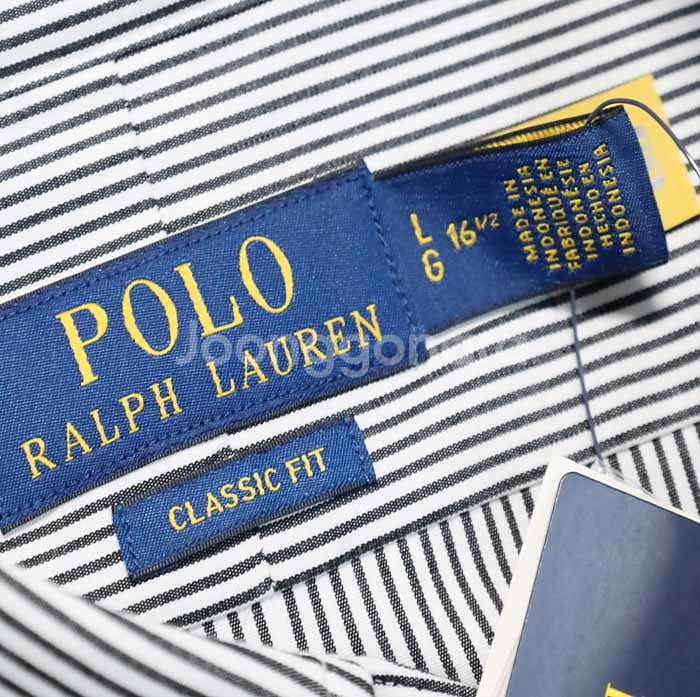 POLO
RALPH LAUREN
L
G
16 1/2
MADE IN
INDONESIA
FABRIQUÉ EN
INDONÉSIE
HECHO EN
INDONESIA
CLASSIC FIT